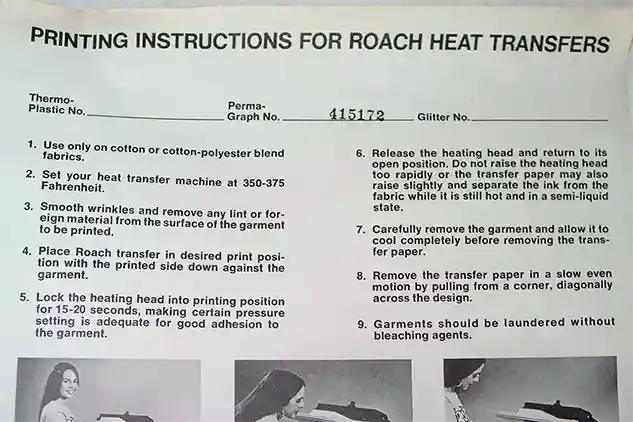 PRINTING INSTRUCTIONS FOR ROACH HEAT TRANSFERS
Thermo-
Plastic No.
Perma-
Graph No. 415172
Glitter No.
1. Use only on cotton or cotton-polyester blend
fabrics.
2. Set your heat transfer machine at 350-375
Fahrenheit.
3. Smooth wrinkles and remove any lint or for-
eign material from the surface of the garment
to be printed.
4. Place Roach transfer in desired print posi-
tion with the printed side down against the
garment.
5. Lock the heating head into printing position
for 15-20 seconds, making certain pressure
setting is adequate for good adhesion to
the garment.
6. Release the heating head and return to its
open position. Do not raise the heating head
too rapidly or the transfer paper may also
raise slightly and separate the ink from the
fabric while it is still hot and in a semi-liquid
state.
7. Carefully remove the garment and allow it to
cool completely before removing the trans-
fer paper.
8. Remove the transfer paper in a slow even
motion by pulling from a corner, diagonally
across the design.
9. Garments should be laundered without
bleaching agents.